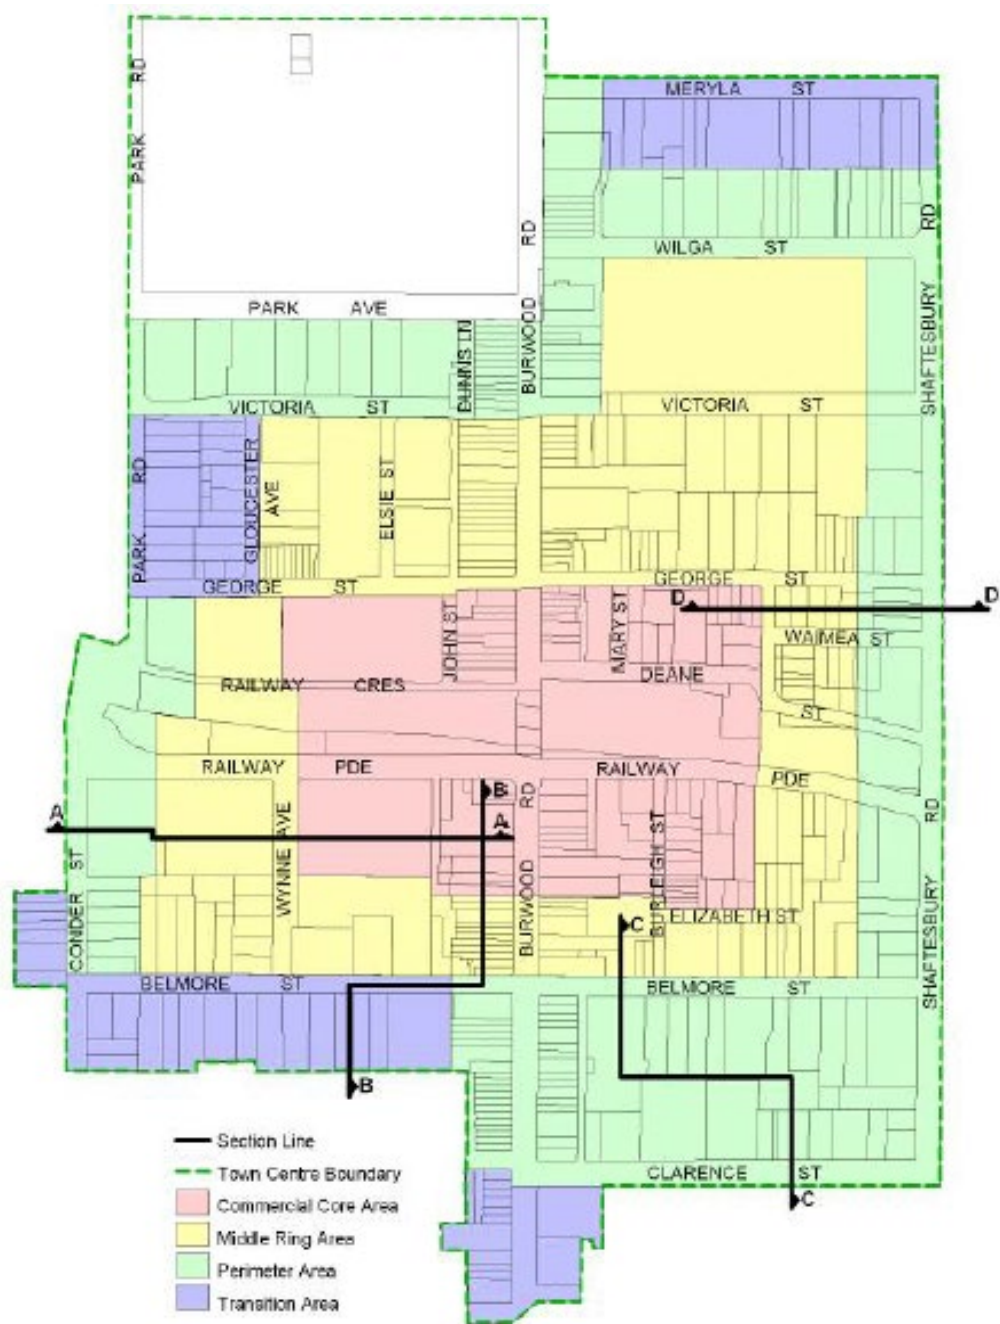 MERYLA ST
PARK RD
PARK
RD
WILGA ST
BURWOOD RD
SHAFTESBURY RD
PARK AVE
DUNNS LN
VICTORIA ST
VICTORIA ST
PARK RD
GLOUCESTER AVE
ELSIE ST
GEORGE ST
GEORGE ST
D D
JOHN ST
MARY ST
WAIMEA ST
RAILWAY CRES
DEANE ST
RAILWAY PDE
RAILWAY PDE
B
A A
WYNNE AVE
BURWOOD RD
BURLEIGH ST
SHAFTESBURY RD
CONDER ST
ELIZABETH ST
C
BELMORE ST
BELMORE ST
B
CLARENCE ST
C
Section Line
Town Centre Boundary
Commercial Core Area
Middle Ring Area
Perimeter Area
Transition Area